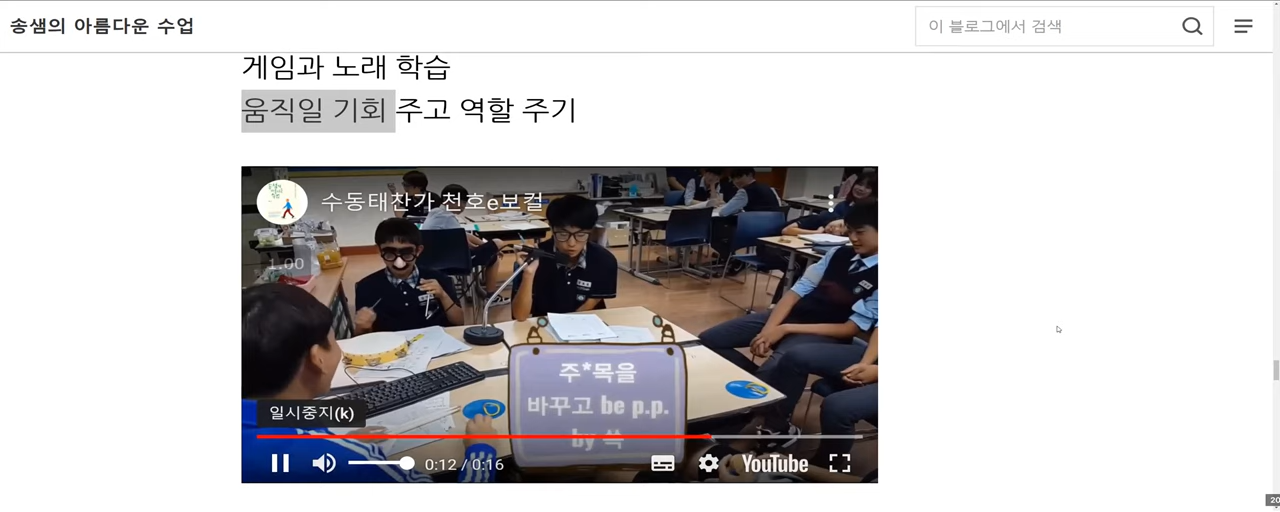 송샘의 아름다운 수업
이 블로그에서 검색
게임과 노래 학습
움직일 기회 주고 역할 주기
수동태찬가 천호e보컬
1.00
주*목을
바꾸고 be p.p.
by 쏙
일시중지(k)
0:12 / 0:16
YouTube
20